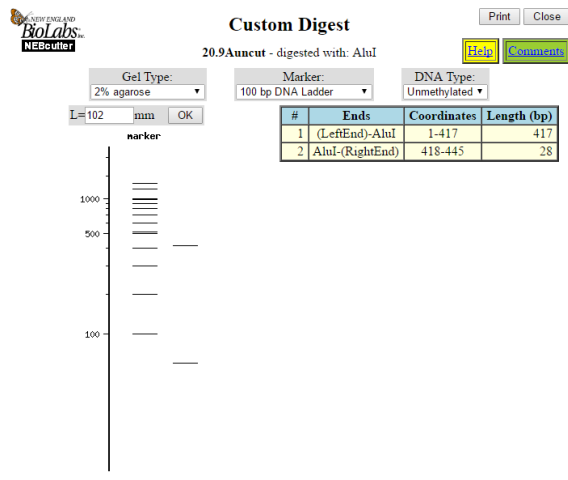 NEW ENGLAND
BioLabs Inc.
NEBcutter
Custom Digest
Print Close
20.9Auncut - digested with: AluI
Help Comments
Gel Type: Marker: DNA Type:
2% agarose 100 bp DNA Ladder Unmethylated
L=102 mm OK
marker
# Ends Coordinates Length (bp)
1 (LeftEnd)-AluI 1-417 417
2 AluI-(RightEnd) 418-445 28
1000
500
100